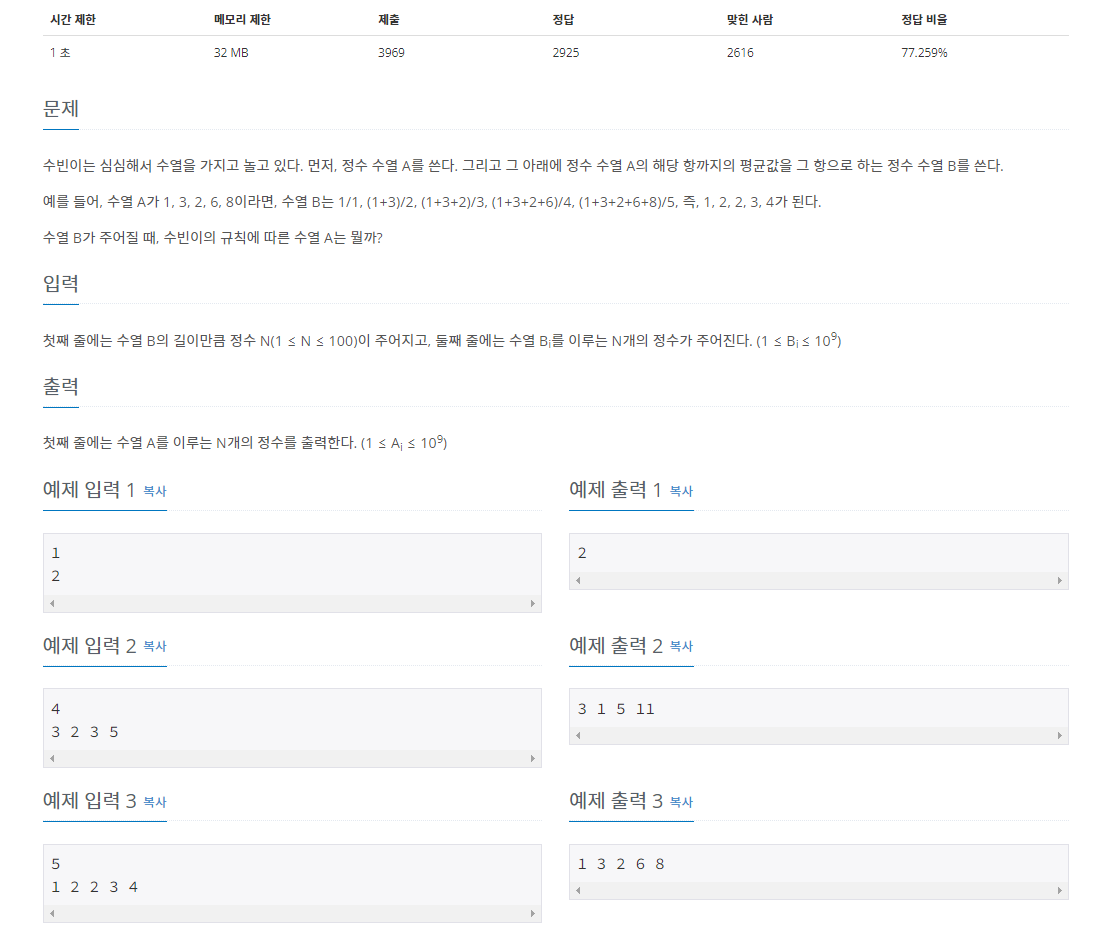 시간 제한 메모리 제한 제출 정답 맞힌 사람 정답 비율
1 초 32 MB 3969 2925 2616 77.259%
문제
수빈이는 심심해서 수열을 가지고 놀고 있다. 먼저, 정수 수열 A를 쓴다. 그리고 그 아래에 정수 수열 A의 해당 항까지의 평균값을 그 항으로 하는 정수 수열 B를 쓴다.
예를 들어, 수열 A가 1, 3, 2, 6, 8이라면, 수열 B는 1/1, (1+3)/2, (1+3+2)/3, (1+3+2+6)/4, (1+3+2+6+8)/5, 즉, 1, 2, 2, 3, 4가 된다.
수열 B가 주어질 때, 수빈이의 규칙에 따른 수열 A는 뭘까?
입력
첫째 줄에는 수열 B의 길이만큼 정수 N(1 ≤ N ≤ 100)이 주어지고, 둘째 줄에는 수열 Bi를 이루는 N개의 정수가 주어진다. (1 ≤ Bi ≤ 10⁹)
출력
첫째 줄에는 수열 A를 이루는 N개의 정수를 출력한다. (1 ≤ Ai ≤ 10⁹)
예제 입력 1 복사
1
2
예제 출력 1 복사
2
예제 입력 2 복사
4
3 2 3 5
예제 출력 2 복사
3 1 5 11
예제 입력 3 복사
5
1 2 2 3 4
예제 출력 3 복사
1 3 2 6 8